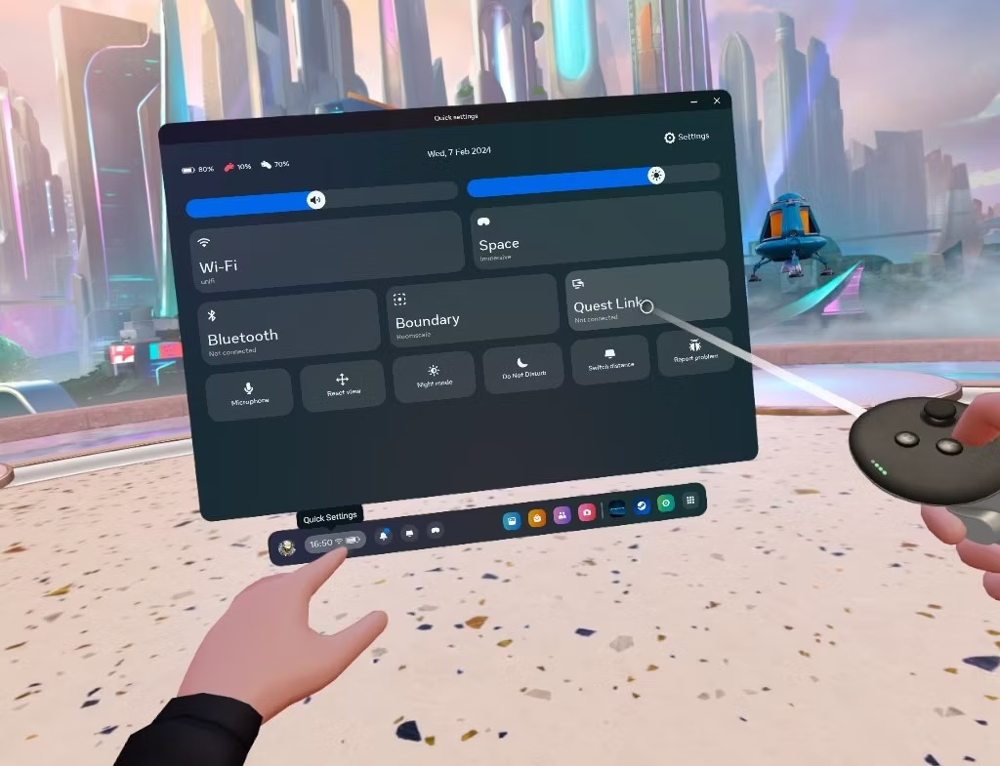 Quick settings
Settings
Wed, 7 Feb 2024
80%
10%
70%
Wi-Fi
unifi
Space
Immersive
Bluetooth
Not connected
Boundary
Roomscale
Quest Link
Not connected
Microphone
Reset view
Night mode
Do Not Disturb
Switch distance
Report problem
Quick Settings
16:50